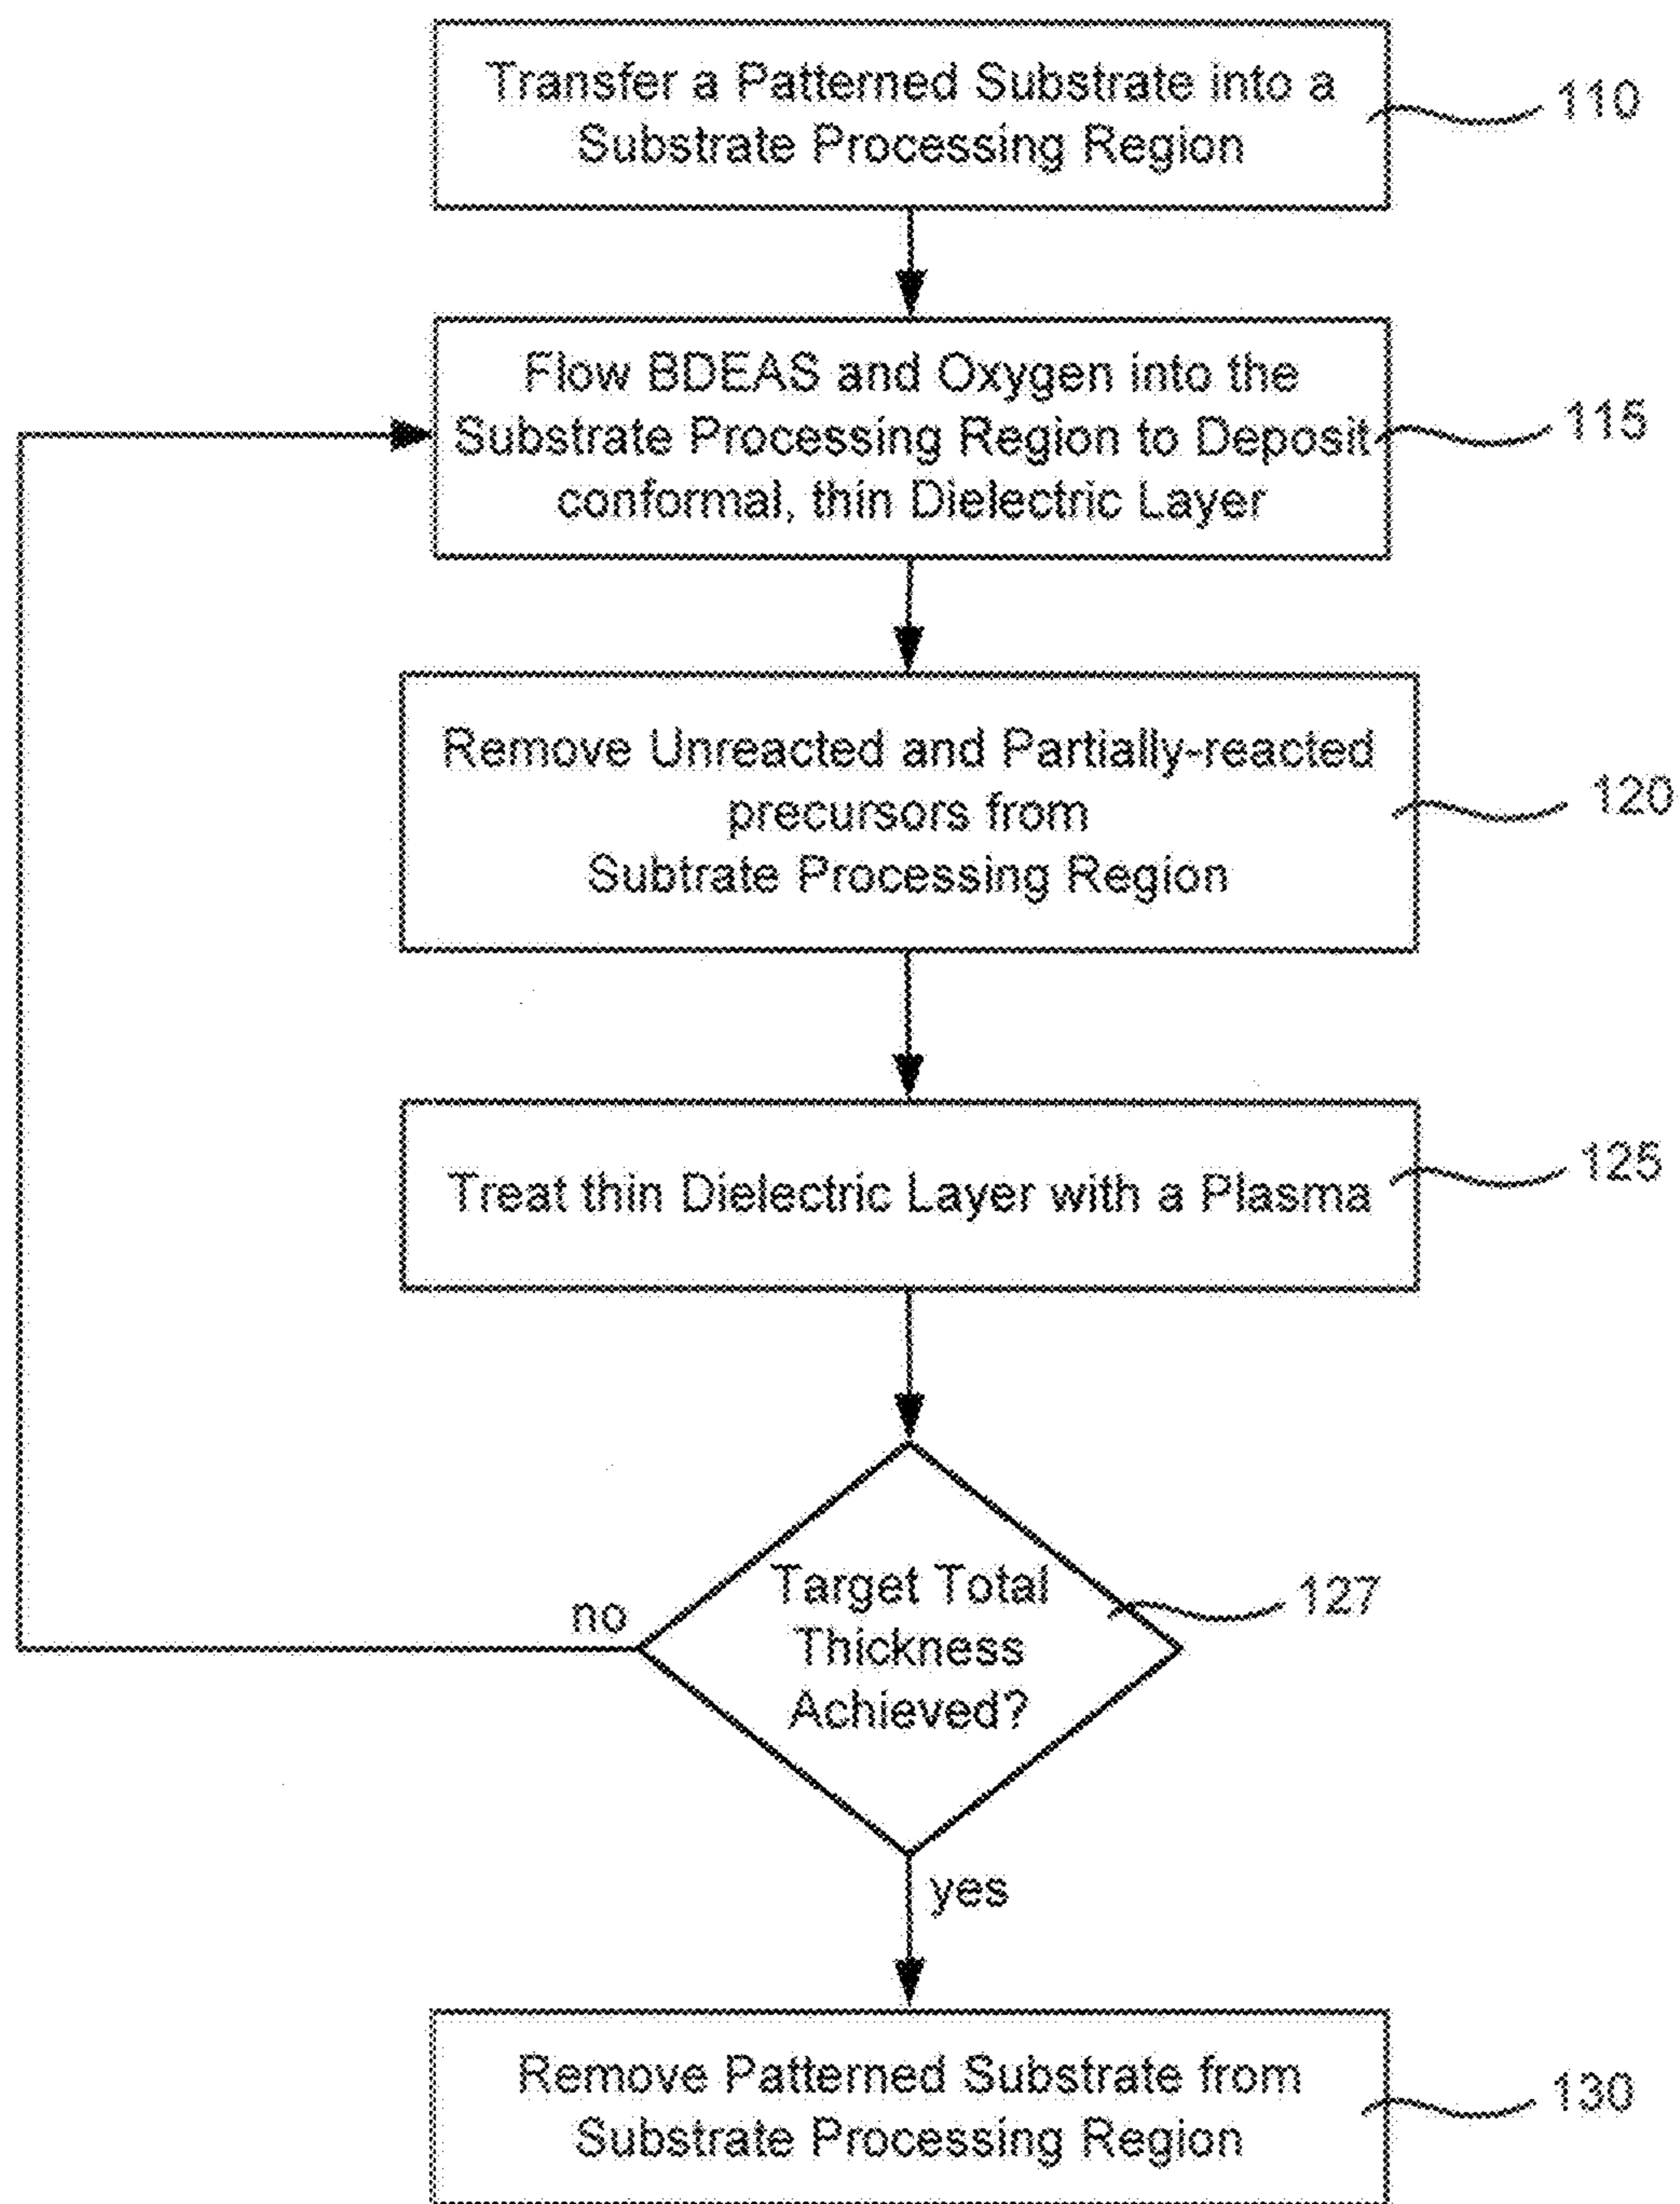 Transfer a Patterned Substrate into a
Substrate Processing Region
110
Flow BDEAS and Oxygen into the
Substrate Processing Region to Deposit
conformal, thin Dielectric Layer
115
Remove Unreacted and Partially-reacted
precursors from
Subtrate Processing Region
120
Treat thin Dielectric Layer with a Plasma
125
Target Total
Thickness
Achieved?
127
no
yes
Remove Patterned Substrate from
Substrate Processing Region
130